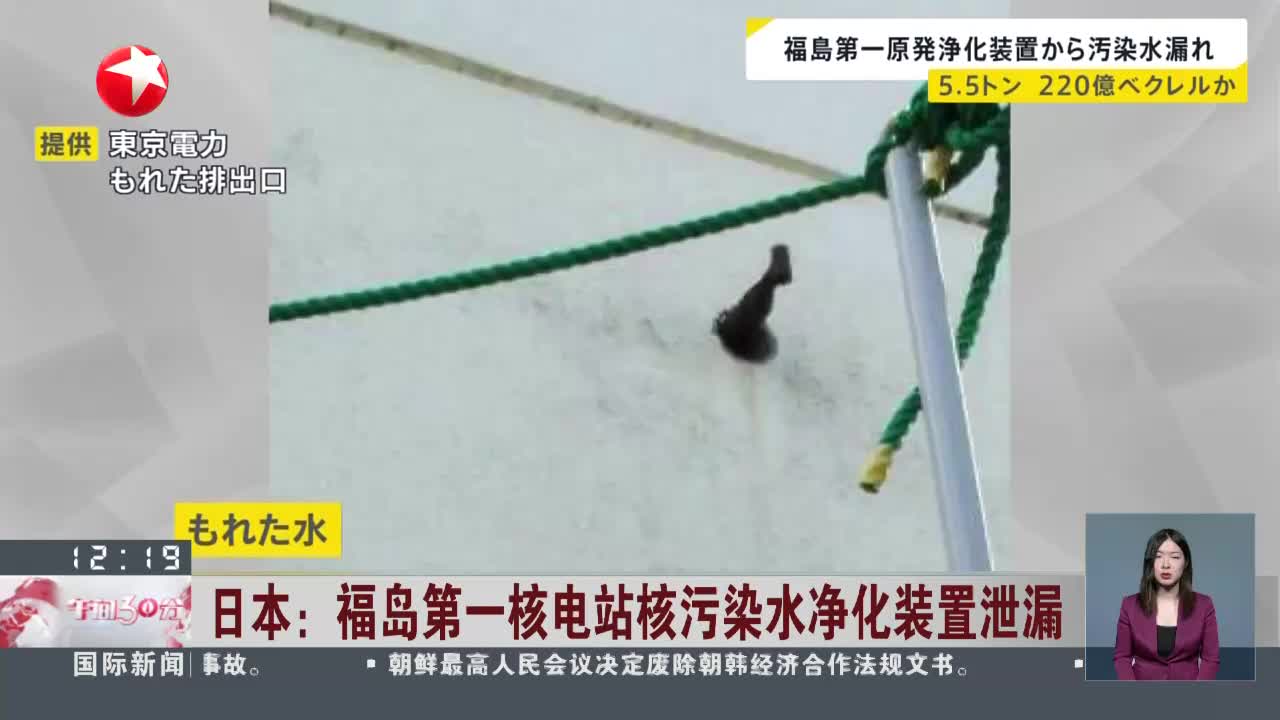 福島第一原発浄化装置から汚染水漏れ
5.5トン 220億ベクレルか
提供 東京電力
もれた排出口
もれた水
12:19
午间30分
日本：福岛第一核电站核污染水净化装置泄漏
国际新闻 事故。 ▪ 朝鲜最高人民会议决定废除朝韩经济合作法规文书。 ▪